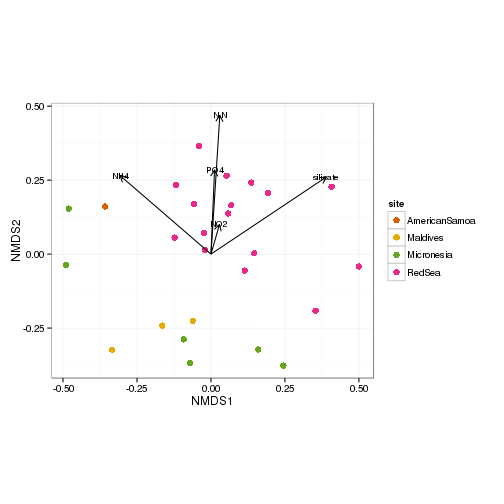 0.50
0.25
0.00
-0.25
NMDS2
-0.50
-0.25
0.00
0.25
0.50
NMDS1
NN
PO4
NH4
silicate
NO2
site
AmericanSamoa
Maldives
Micronesia
RedSea